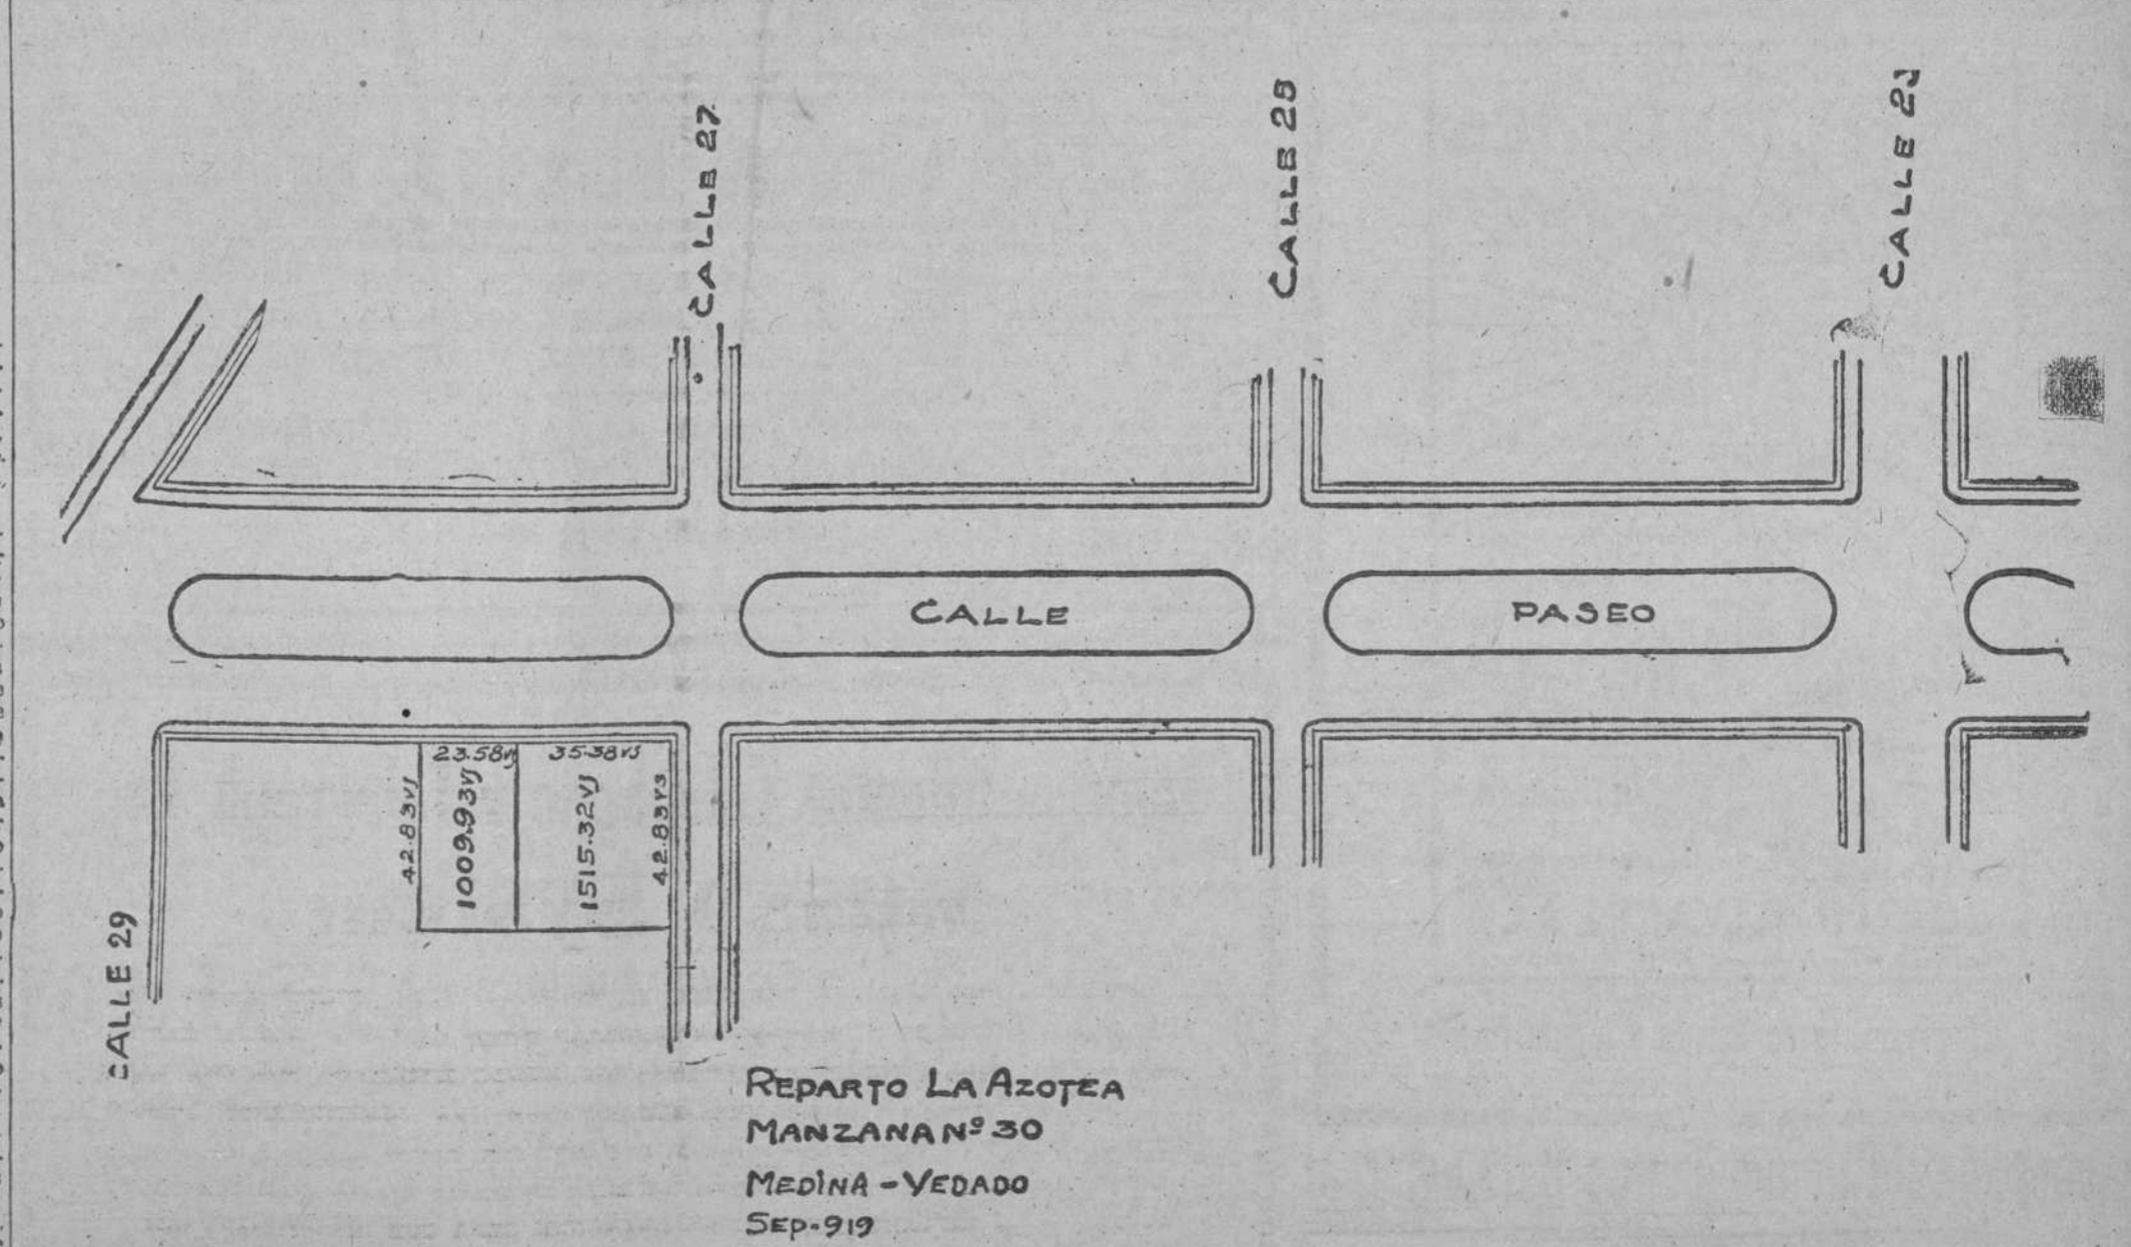 CALLE 27
CALLE 25
CALLE 23
CALLE
PASEO
23.58vs
35.38vs
42.83vs
1009.93vs
1515.32vs
42.83vs
CALLE 29
REPARTO LA AZOTEA
MANZANA Nº 30
MEDINA - VEDADO
SEP. 919